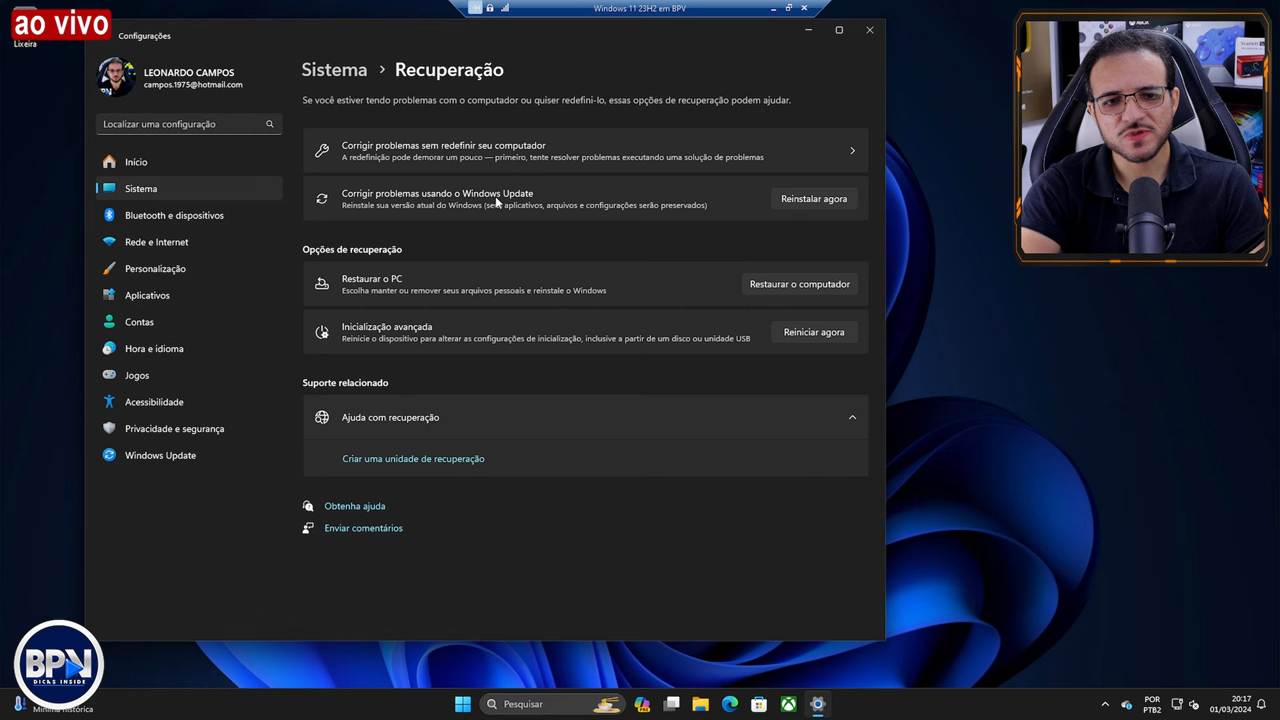 ao vivo
Lixeira
Windows 11 23H2 em BPV
Configurações
LEONARDO CAMPOS
campos.1975@hotmail.com
Localizar uma configuração
Início
Sistema
Bluetooth e dispositivos
Rede e Internet
Personalização
Aplicativos
Contas
Hora e idioma
Jogos
Acessibilidade
Privacidade e segurança
Windows Update
Sistema > Recuperação
Se você estiver tendo problemas com o computador ou quiser redefini-lo, essas opções de recuperação podem ajudar.
Corrigir problemas sem redefinir seu computador
A redefinição pode demorar um pouco — primeiro, tente resolver problemas executando uma solução de problemas
Corrigir problemas usando o Windows Update
Reinstale sua versão atual do Windows (seus aplicativos, arquivos e configurações serão preservados)
Reinstalar agora
Opções de recuperação
Restaurar o PC
Escolha manter ou remover seus arquivos pessoais e reinstale o Windows
Restaurar o computador
Inicialização avançada
Reinicie o dispositivo para alterar as configurações de inicialização, inclusive a partir de um disco ou unidade USB
Reiniciar agora
Suporte relacionado
Ajuda com recuperação
Criar uma unidade de recuperação
Obtenha ajuda
Enviar comentários
XBOX
Scarlett
BPV
DICAS INSIDE
histórica
Pesquisar
POR
PTB2
20:17
01/03/2024